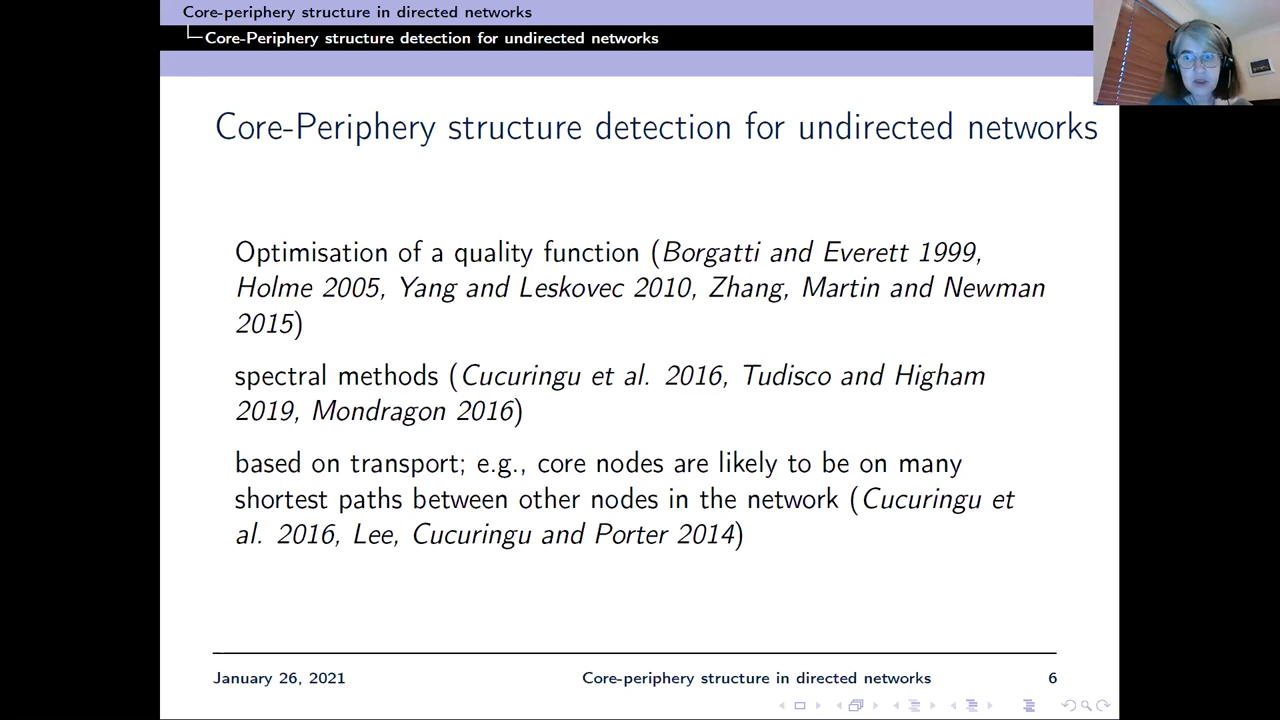 Core-periphery structure in directed networks
Core-Periphery structure detection for undirected networks
Core-Periphery structure detection for undirected networks
Optimisation of a quality function (Borgatti and Everett 1999,
Holme 2005, Yang and Leskovec 2010, Zhang, Martin and Newman
2015)
spectral methods (Cucuringu et al. 2016, Tudisco and Higham
2019, Mondragon 2016)
based on transport; e.g., core nodes are likely to be on many
shortest paths between other nodes in the network (Cucuringu et
al. 2016, Lee, Cucuringu and Porter 2014)
January 26, 2021
Core-periphery structure in directed networks
6